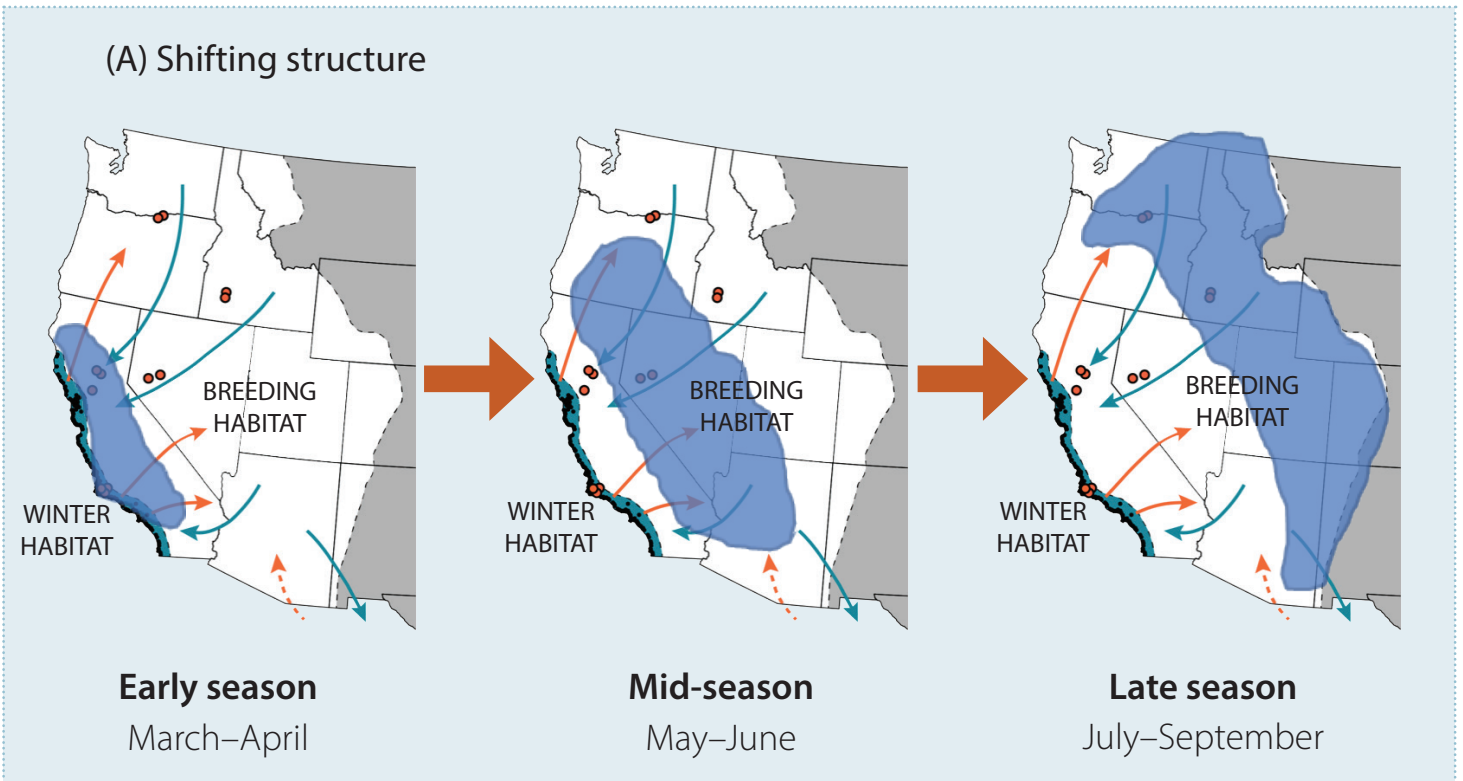 (A) Shifting structure
BREEDING
HABITAT
WINTER
HABITAT
Early season
March–April
BREEDING
HABITAT
WINTER
HABITAT
Mid-season
May–June
BREEDING
HABITAT
WINTER
HABITAT
Late season
July–September